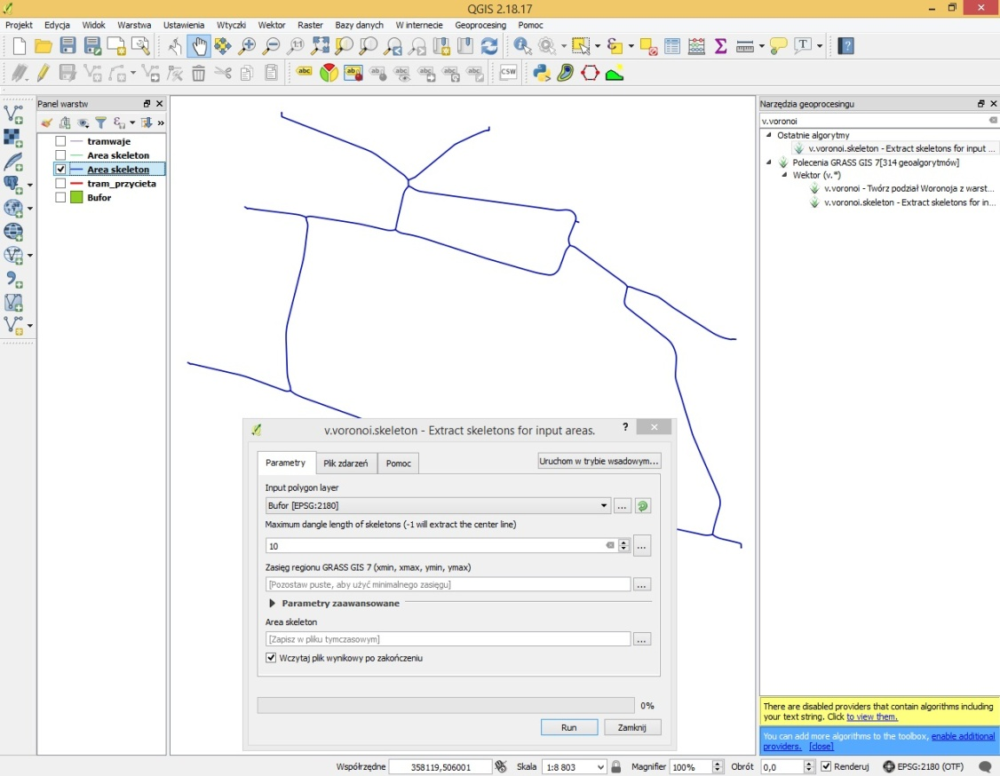 QGIS 2.18.17
Projekt Edycja Widok Warstwa Ustawienia Wtyczki Wektor Raster Bazy danych W internecie Geoprocesing Pomoc
Panel warstw
tramwaje
Area skeleton
Area skeleton
tram_przycieta
Bufor
Narzędzia geoprocesingu
v.voronoi
Ostatnie algorytmy
v.voronoi.skeleton - Extract skeletons for input ...
Polecenia GRASS GIS 7[314 geoalgorytmów]
Wektor (v.*)
v.voronoi - Twórz podział Woronoja z warst...
v.voronoi.skeleton - Extract skeletons for in...
v.voronoi.skeleton - Extract skeletons for input areas.
Parametry Plik zdarzeń Pomoc Uruchom w trybie wsadowym...
Input polygon layer
Bufor [EPSG:2180]
Maximum dangle length of skeletons (-1 will extract the center line)
10
Zasięg regionu GRASS GIS 7 (xmin, xmax, ymin, ymax)
[Pozostaw puste, aby użyć minimalnego zasięgu]
Parametry zaawansowane
Area skeleton
[Zapisz w pliku tymczasowym]
Wczytaj plik wynikowy po zakończeniu
0%
Run Zamknij
There are disabled providers that contain algorithms including
your text string. Click to view them.
You can add more algorithms to the toolbox, enable additional
providers. [close]
Współrzędne 358119,506001 Skala 1:8 803 Magnifier 100% Obrót 0,0 Renderuj EPSG:2180 (OTF)